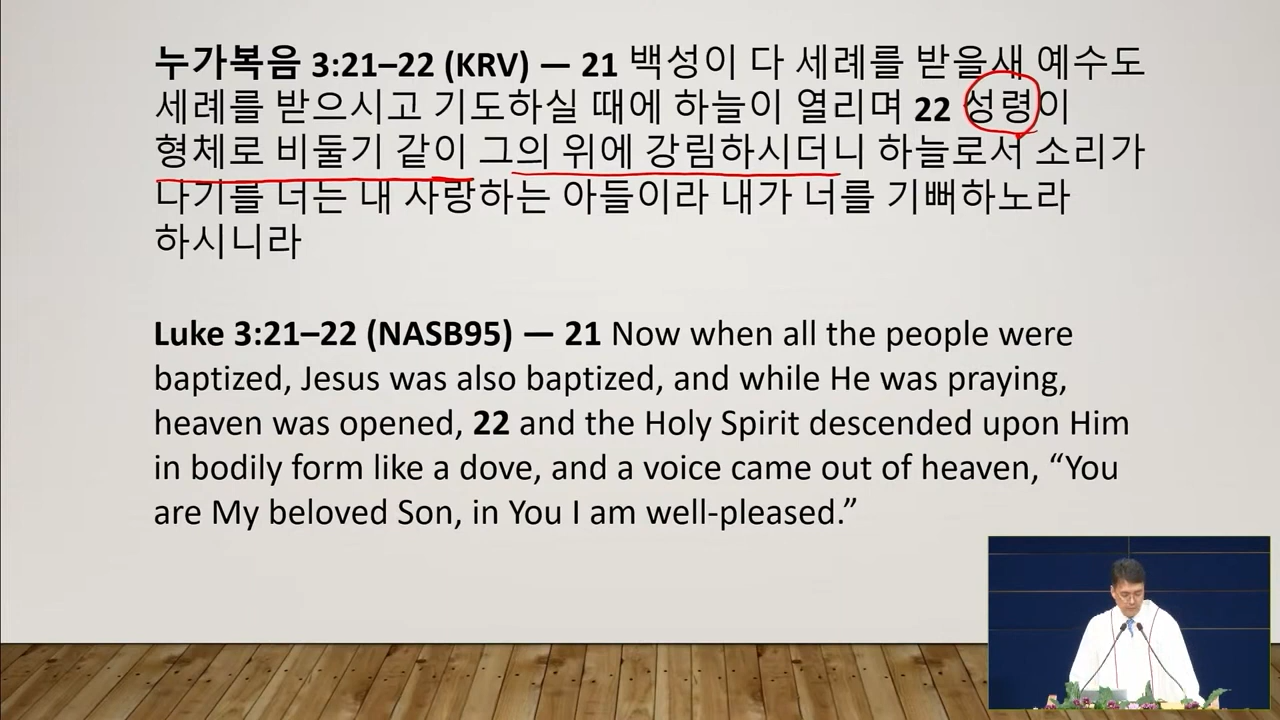 누가복음 3:21–22 (KRV) — 21 백성이 다 세례를 받을새 예수도
세례를 받으시고 기도하실 때에 하늘이 열리며 22 성령이
형체로 비둘기 같이 그의 위에 강림하시더니 하늘로서 소리가
나기를 너는 내 사랑하는 아들이라 내가 너를 기뻐하노라
하시니라
Luke 3:21–22 (NASB95) — 21 Now when all the people were
baptized, Jesus was also baptized, and while He was praying,
heaven was opened, 22 and the Holy Spirit descended upon Him
in bodily form like a dove, and a voice came out of heaven, “You
are My beloved Son, in You I am well-pleased.”